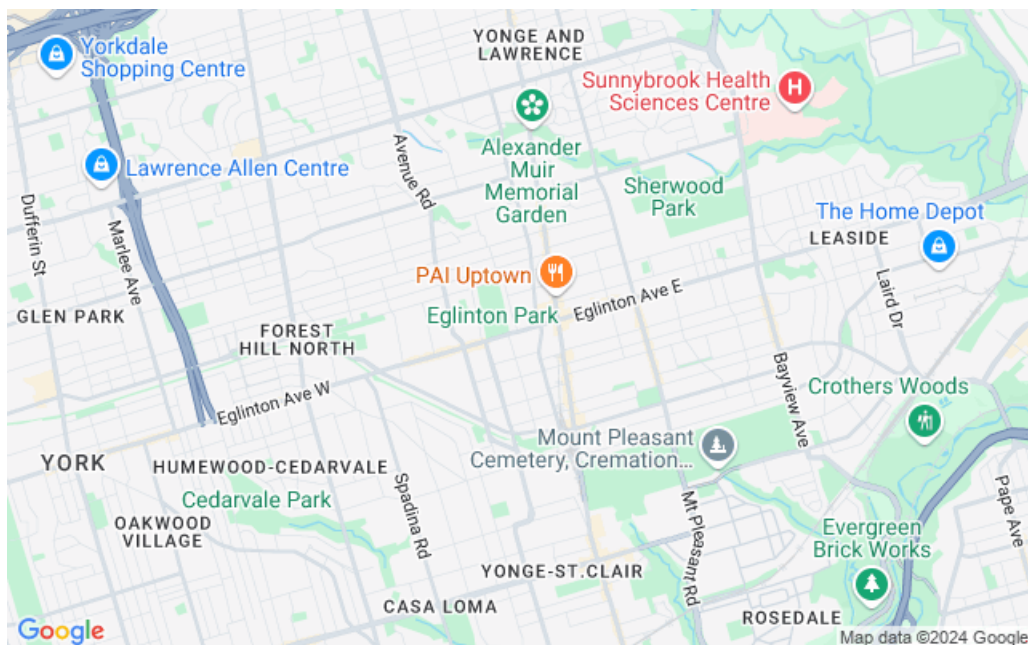 YONGE AND
LAWRENCE
Yorkdale
Shopping Centre
Sunnybrook Health
Sciences Centre
Alexander
Muir
Memorial
Garden
Lawrence Allen Centre
Avenue Rd
Sherwood
Park
Dufferin St
Marlee Ave
The Home Depot
LEASIDE
PAI Uptown
Laird Dr
Eglinton Ave E
Eglinton Park
GLEN PARK
FOREST
HILL NORTH
Bayview Ave
Crothers Woods
Eglinton Ave W
Mount Pleasant
Cemetery, Cremation...
YORK
HUMEWOOD-CEDARVALE
Cedarvale Park
Spadina Rd
Mt Pleasant Rd
Pape Ave
OAKWOOD
VILLAGE
Evergreen
Brick Works
YONGE-ST.CLAIR
CASA LOMA
ROSEDALE
Google
Map data ©2024 Google